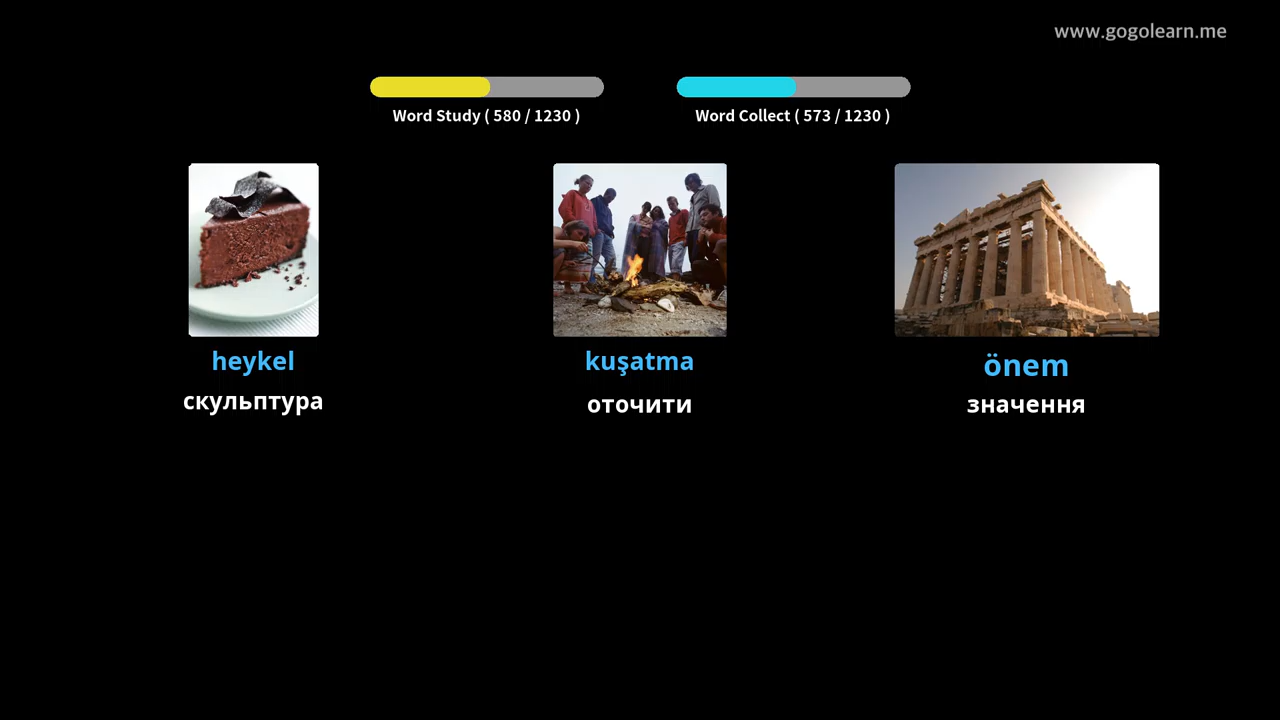 www.gogolearn.me
Word Study ( 580 / 1230 )
Word Collect ( 573 / 1230 )
heykel
скульптура
kuşatma
оточити
önem
значення